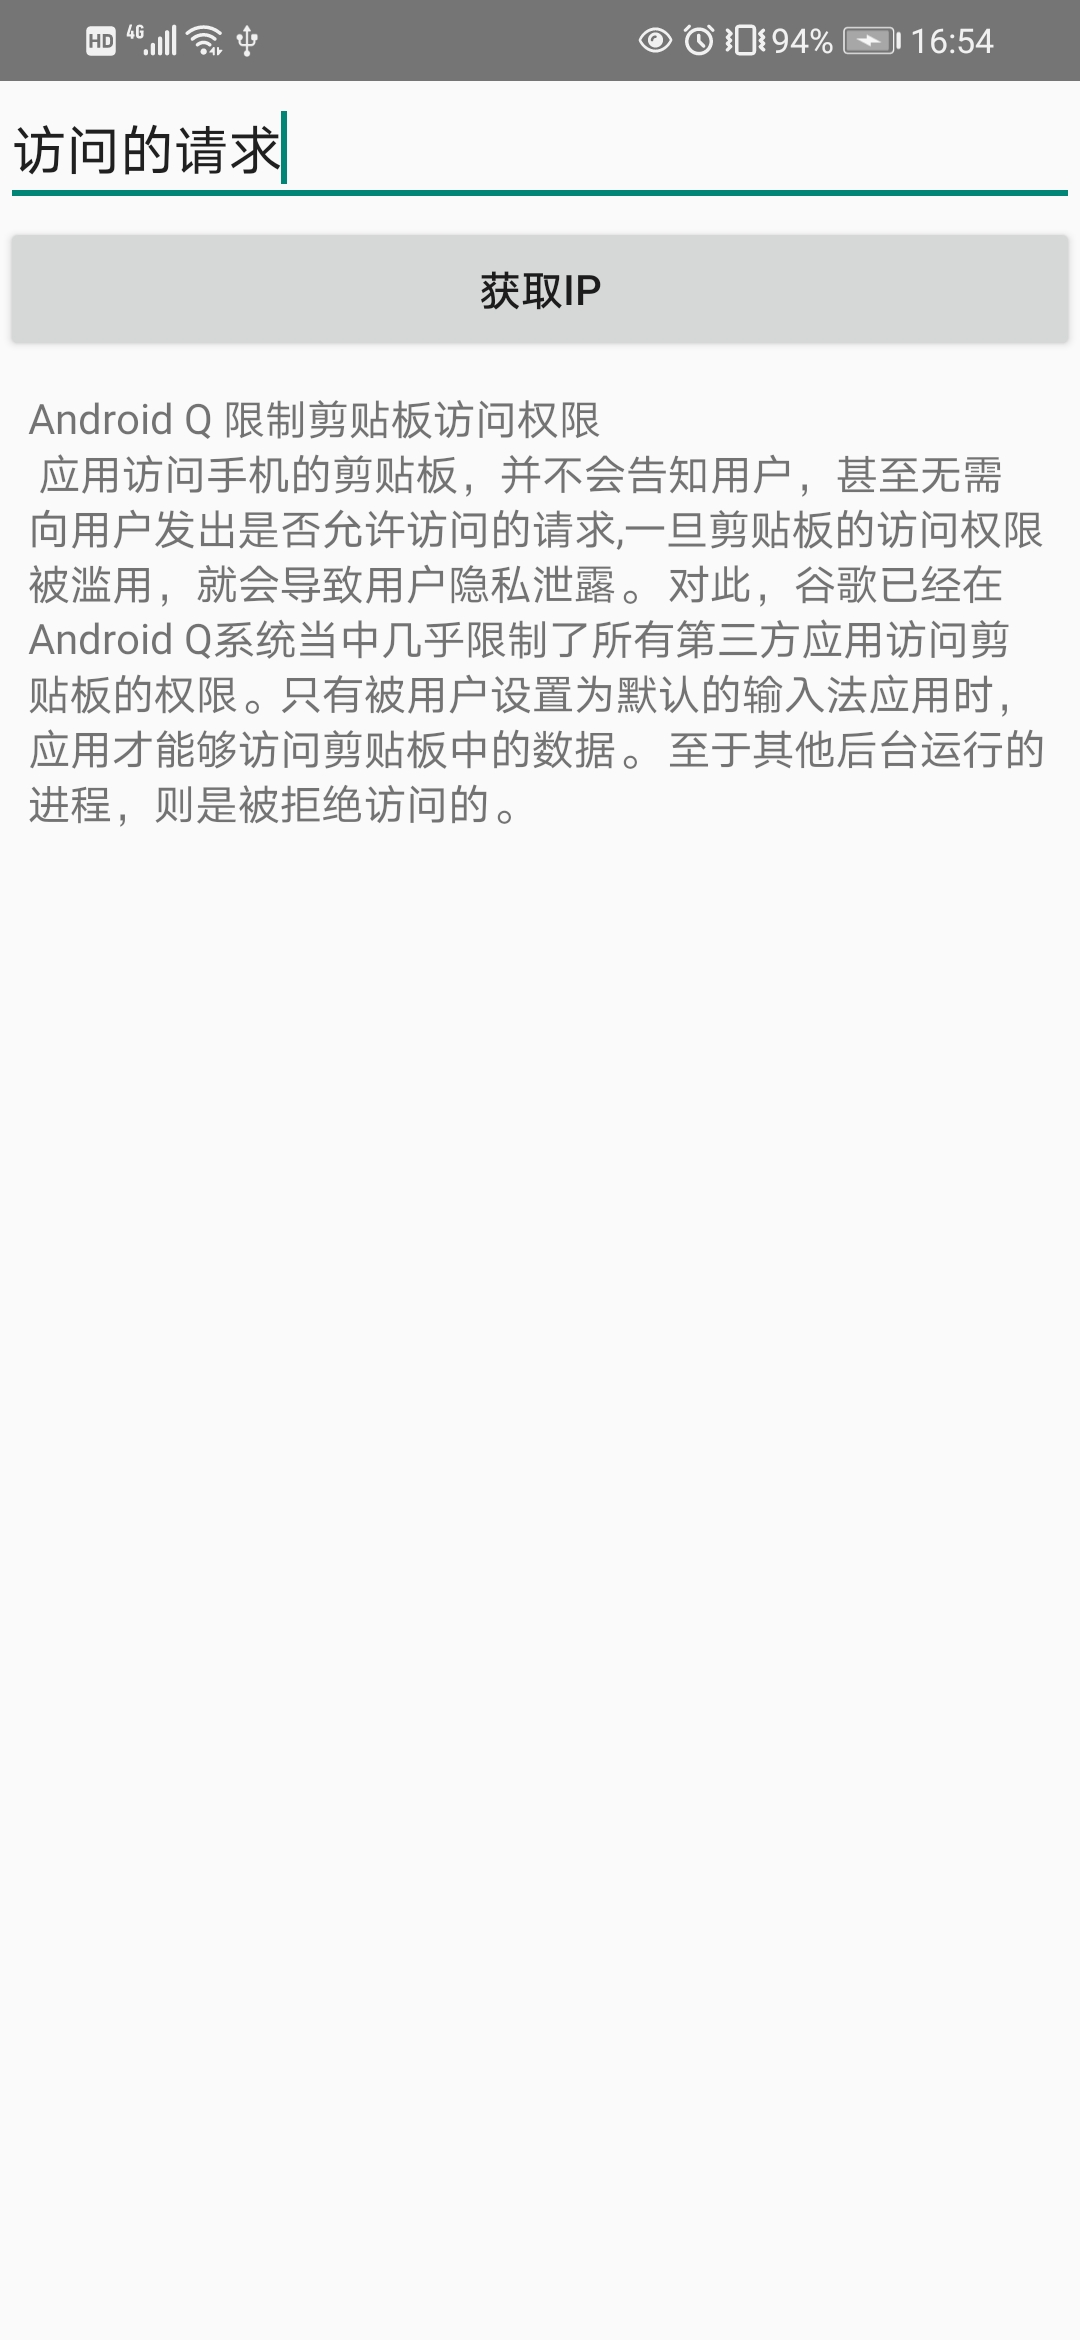 HD 4G 94% 16:54
访问的请求
获取IP
Android Q 限制剪贴板访问权限
应用访问手机的剪贴板，并不会告知用户，甚至无需
向用户发出是否允许访问的请求,一旦剪贴板的访问权限
被滥用，就会导致用户隐私泄露。对此，谷歌已经在
Android Q系统当中几乎限制了所有第三方应用访问剪
贴板的权限。只有被用户设置为默认的输入法应用时，
应用才能够访问剪贴板中的数据。至于其他后台运行的
进程，则是被拒绝访问的。